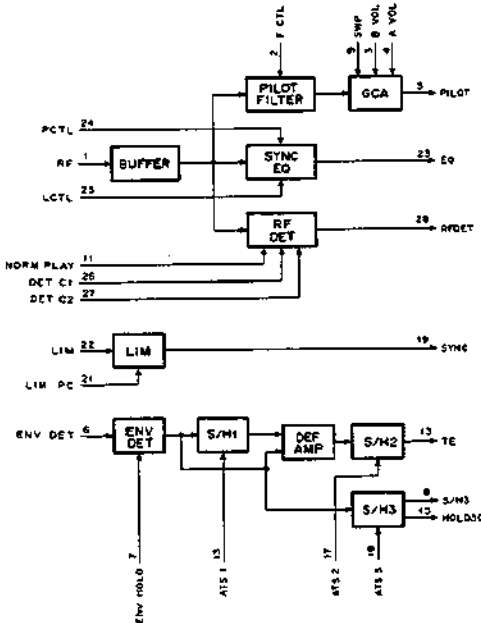 F CTL
2
SWP
9
B VOL
3
A VOL
4
PILOT FILTER
GCA
5
PILOT
PCTL
24
RF
1
BUFFER
SYNC EQ
23
EQ
LCTL
25
RF DET
28
RFDET
NORM PLAY
11
DET C1
26
DET C2
27
LIM
22
LIM
19
SYNC
LIM PC
21
ENV DET
6
ENV DET
S/H1
DEF AMP
S/H2
13
TE
S/H3
8
S/H3
15
7
ENV HOLD
13
ATS 1
17
ATS 2
18
ATS 3